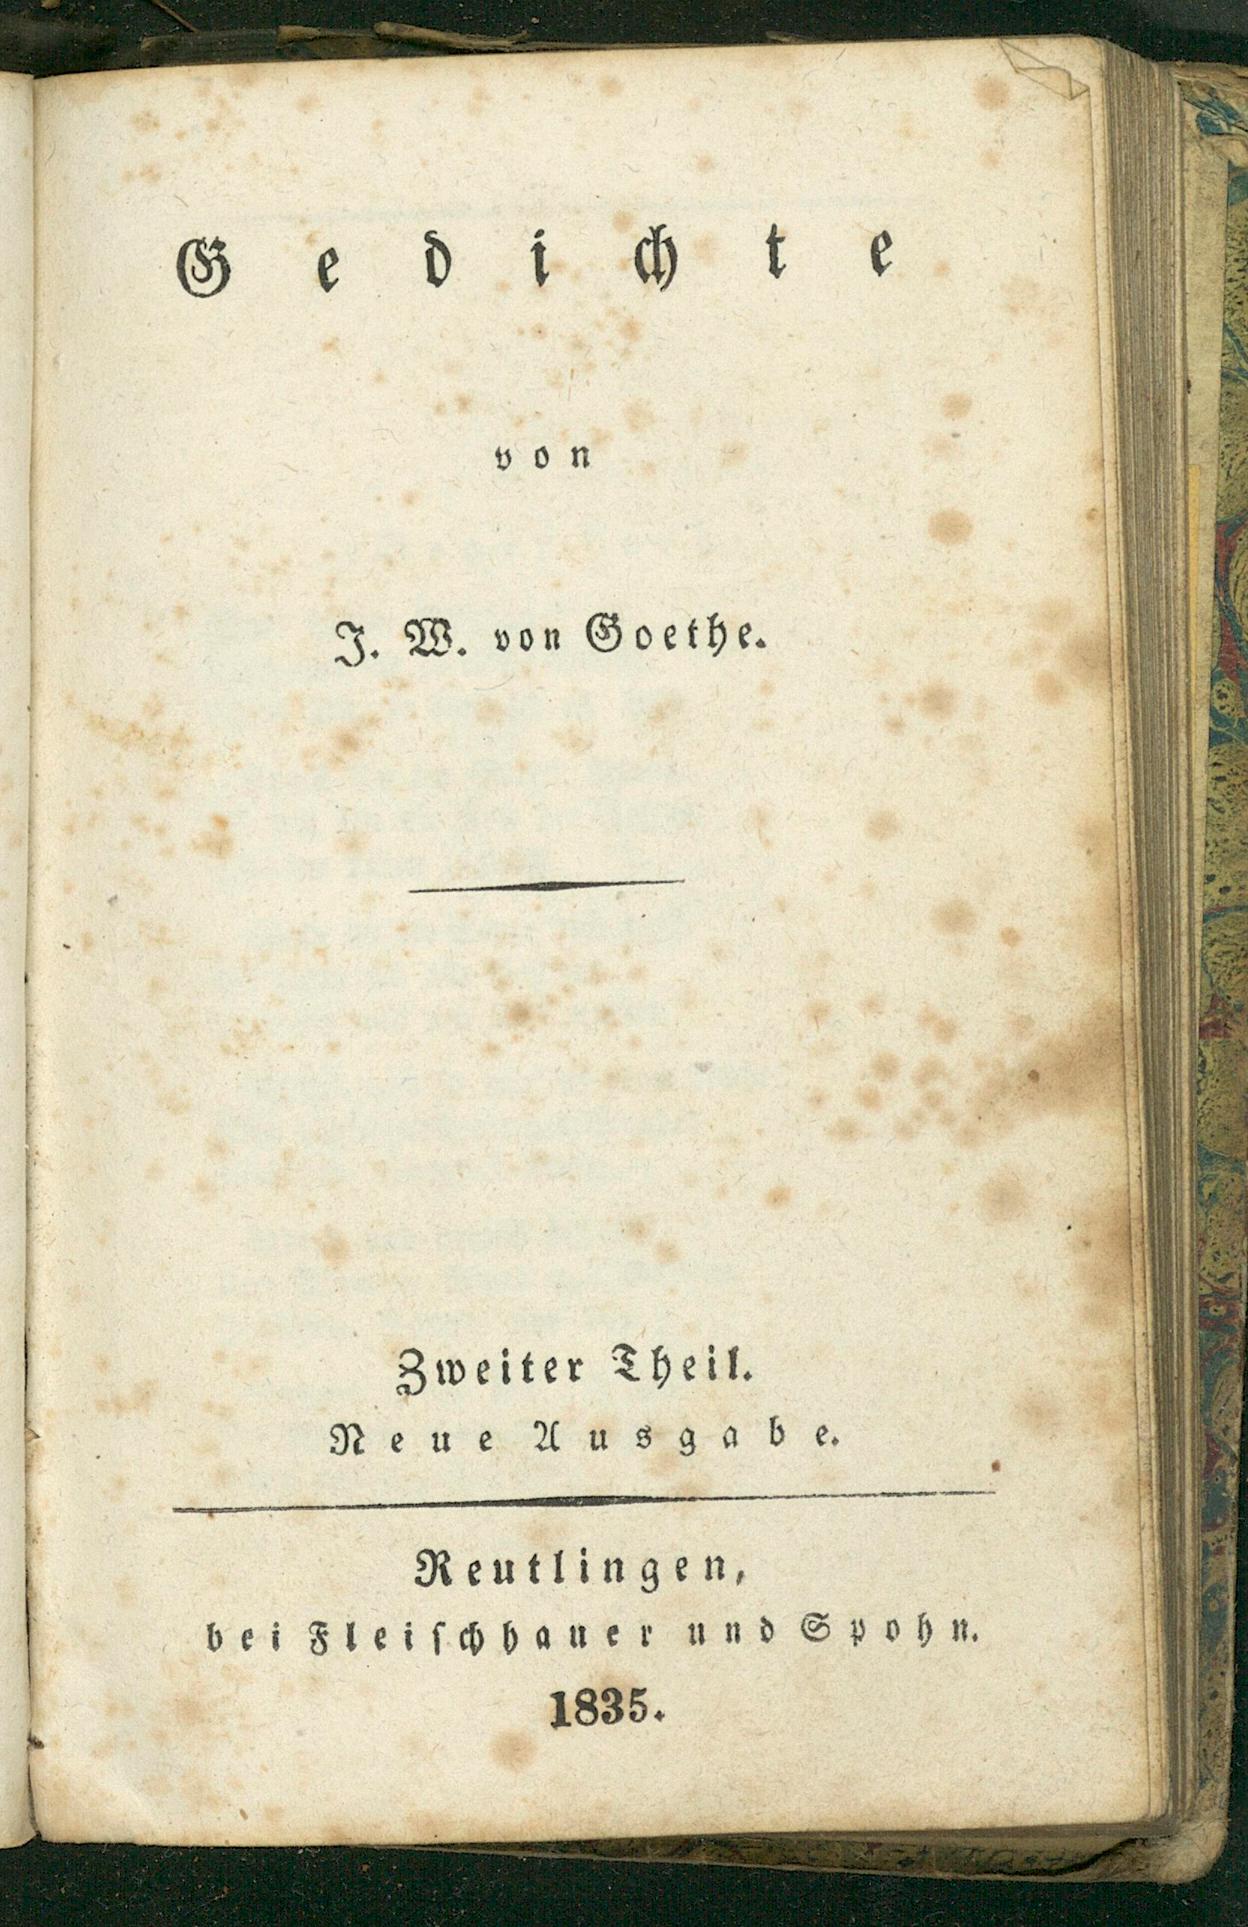 Gedichte
von
J. W. von Goethe.
Zweiter Theil.
Neue Ausgabe.
Reutlingen,
bei Fleiſchhauer und Spohn.
1835.